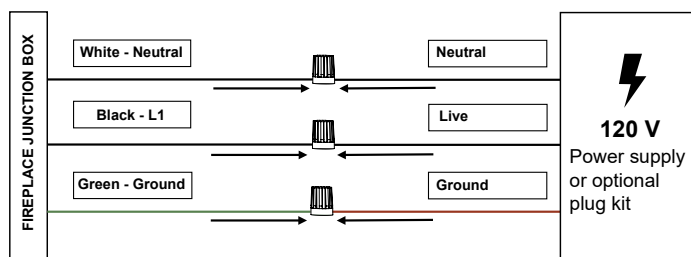 FIREPLACE JUNCTION BOX
White - Neutral
Neutral
Black - L1
Live
Green - Ground
Ground
120 V
Power supply
or optional
plug kit